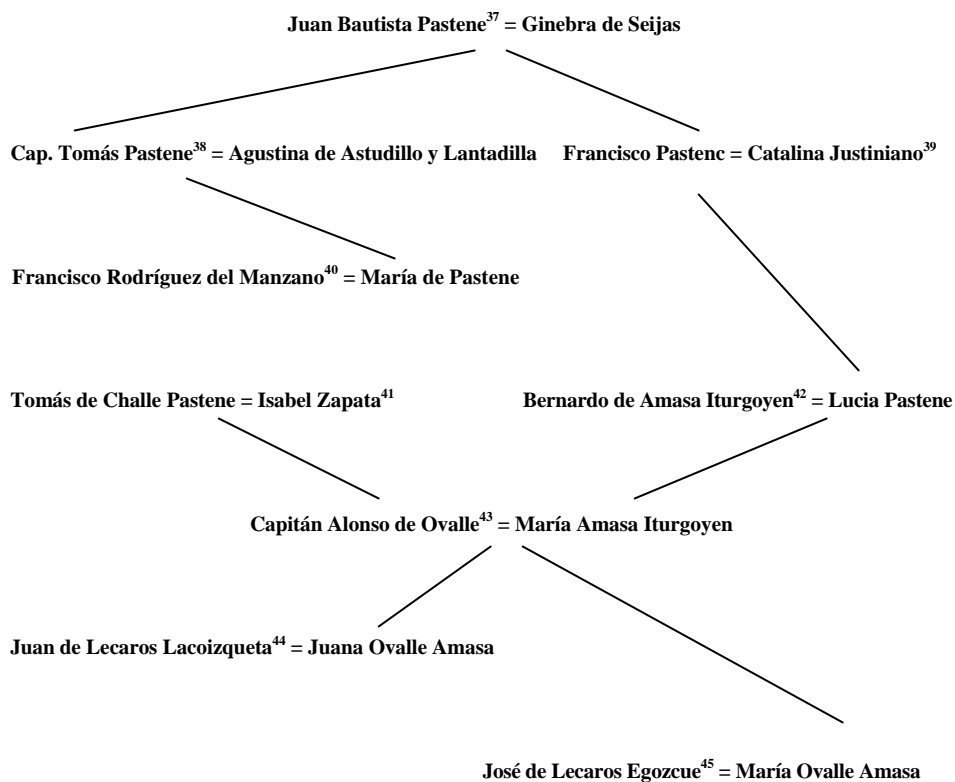 Juan Bautista Pastene37 = Ginebra de Seijas
Cap. Tomás Pastene38 = Agustina de Astudillo y Lantadilla Francisco Pastenc = Catalina Justiniano39
Francisco Rodríguez del Manzano40 = María de Pastene
Tomás de Challe Pastene = Isabel Zapata41 Bernardo de Amasa Iturgoyen42 = Lucia Pastene
Capitán Alonso de Ovalle43 = María Amasa Iturgoyen
Juan de Lecaros Lacoizqueta44 = Juana Ovalle Amasa
José de Lecaros Egozcue45 = María Ovalle Amasa